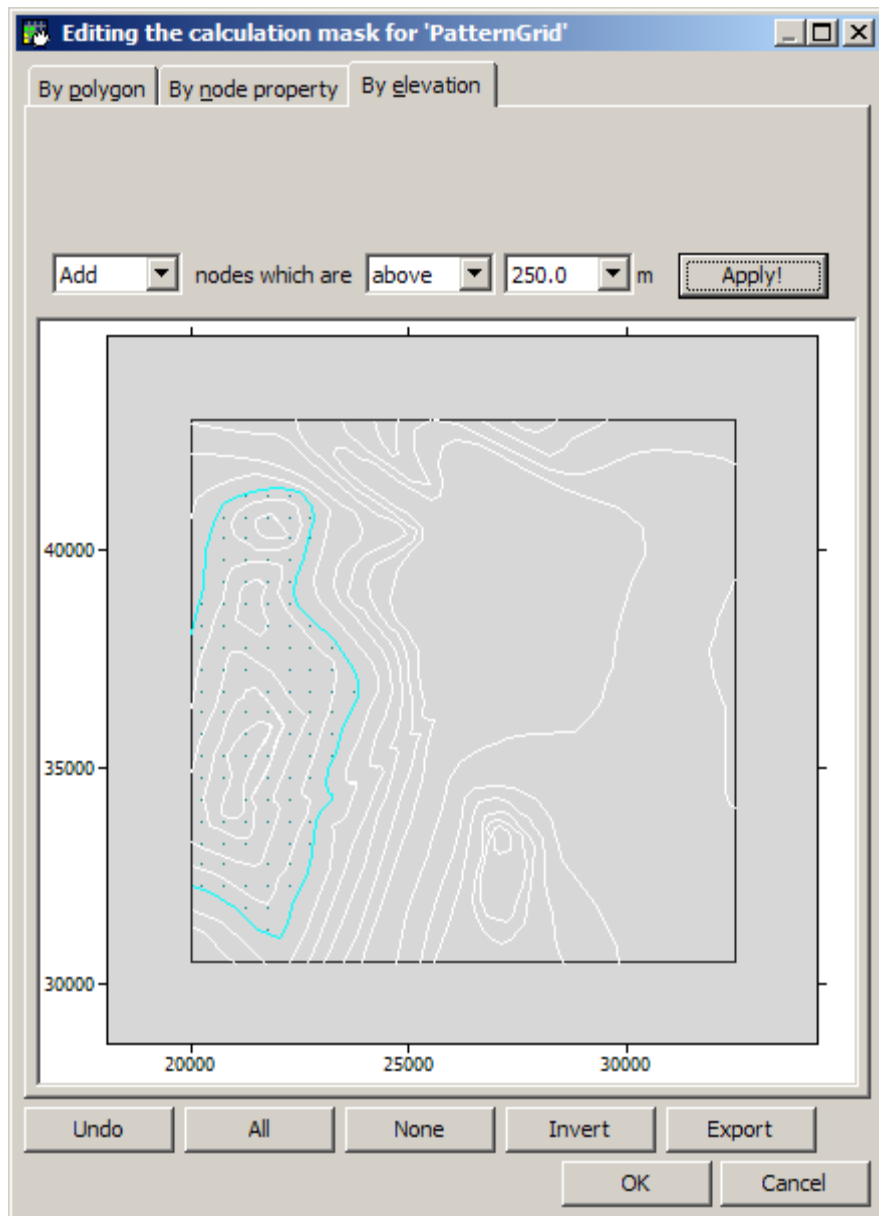 Editing the calculation mask for 'PatternGrid'
By polygon By node property By elevation
Add nodes which are above 250.0 m Apply!
40000
35000
30000
20000 25000 30000
Undo All None Invert Export
OK Cancel